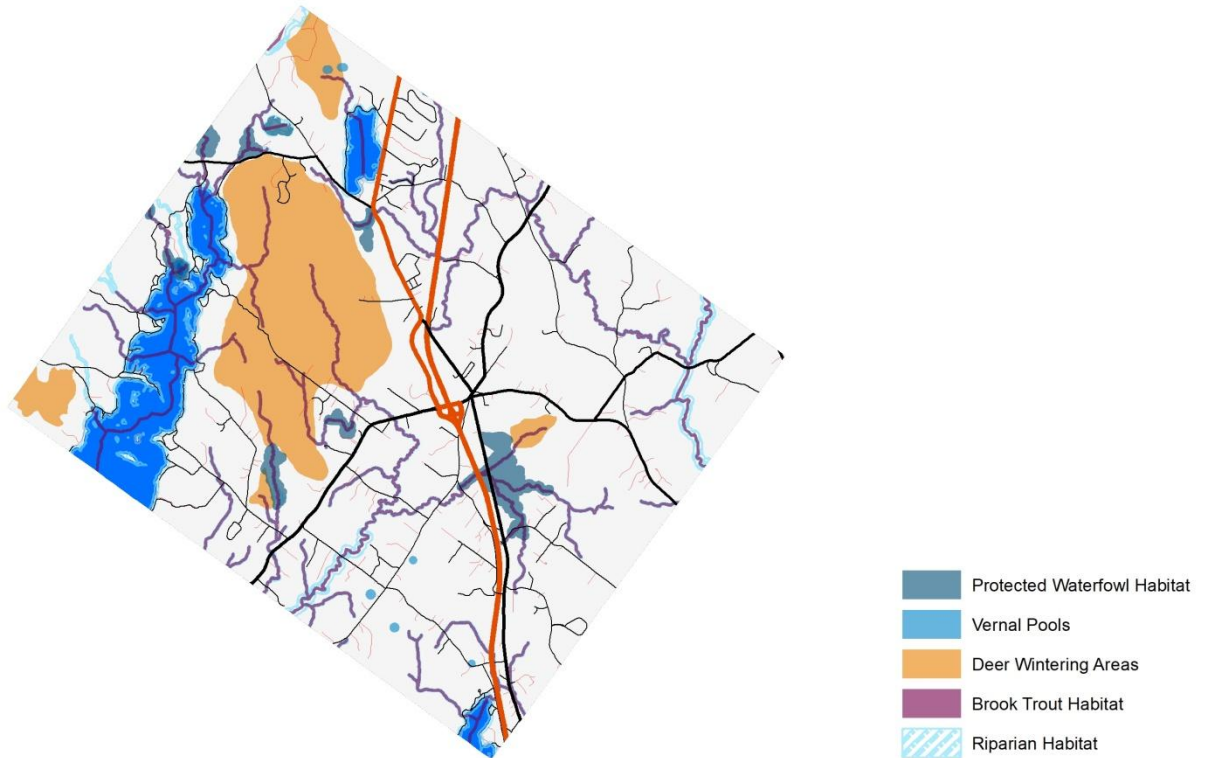 Protected Waterfowl Habitat
Vernal Pools
Deer Wintering Areas
Brook Trout Habitat
Riparian Habitat